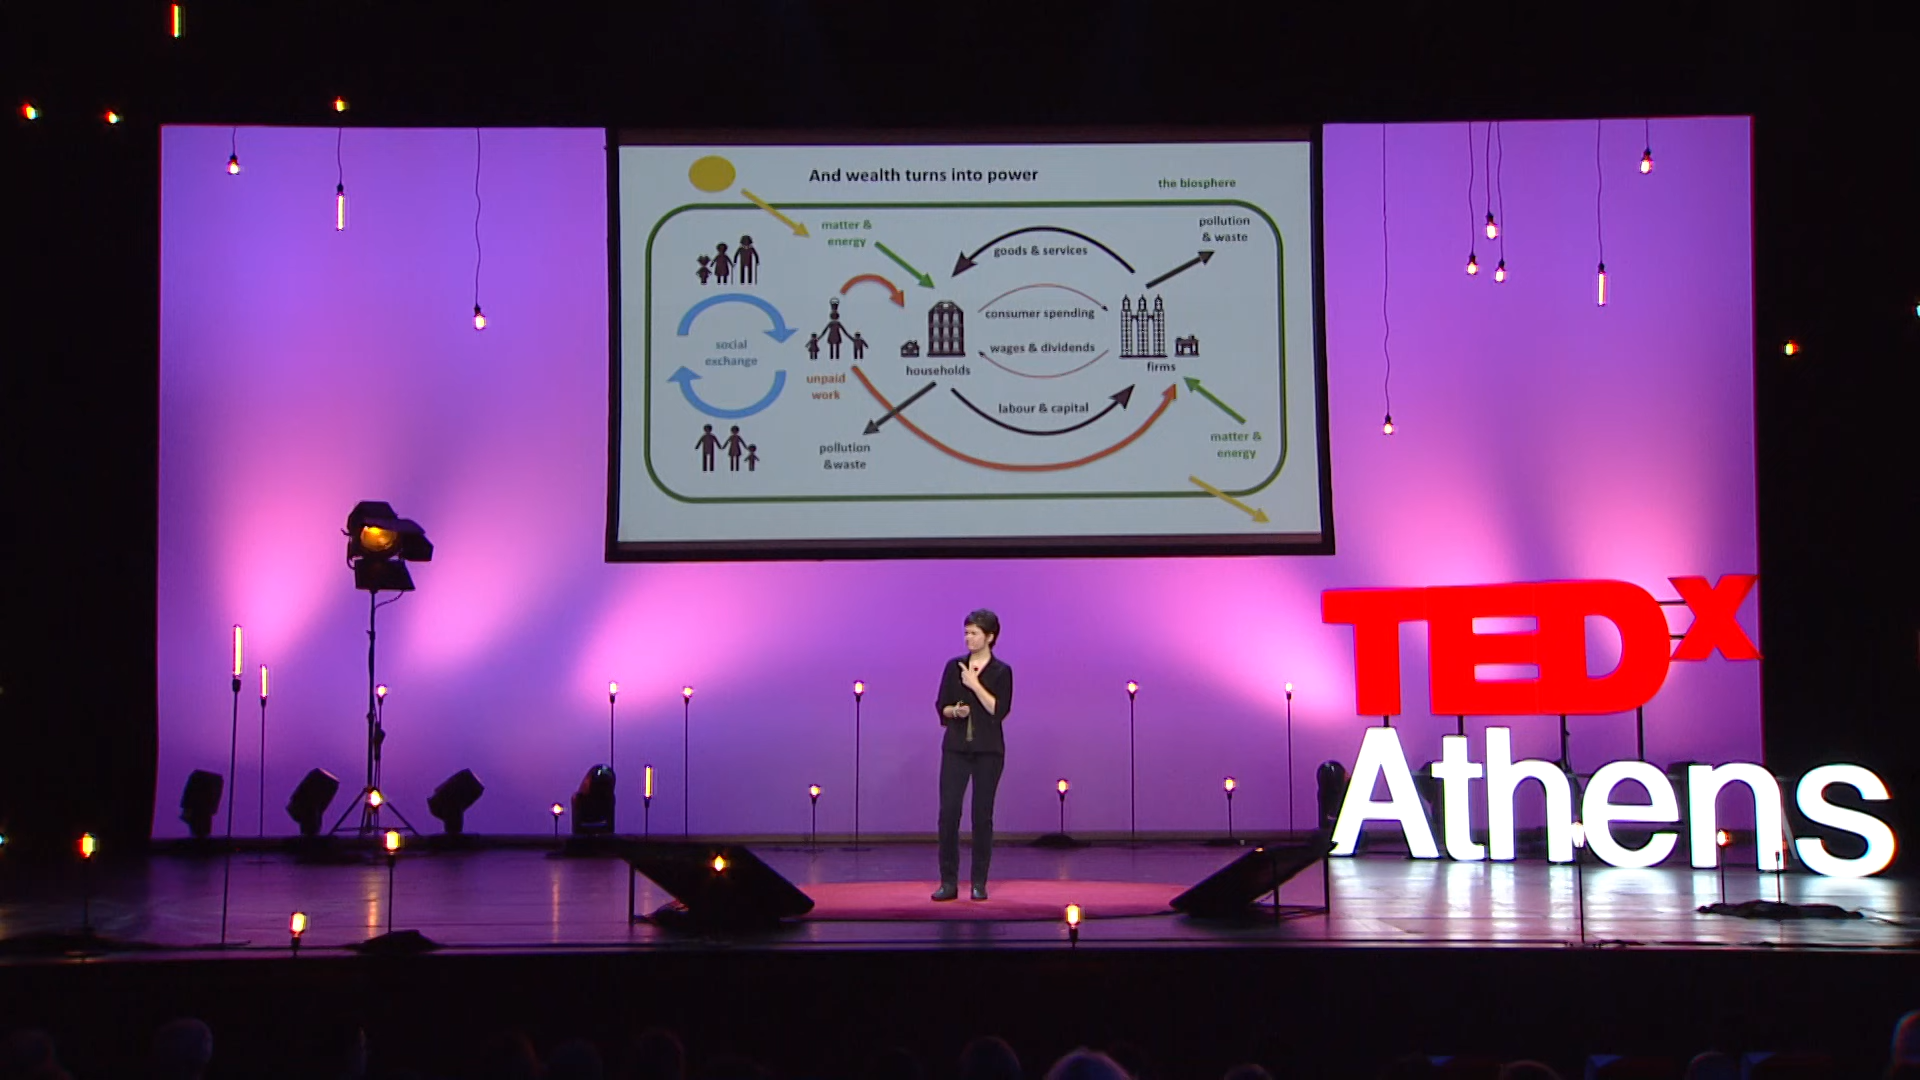 And wealth turns into power
the biosphere
matter &
energy
goods & services
pollution
& waste
social
exchange
unpaid
work
households
consumer spending
wages & dividends
firms
labour & capital
pollution
&waste
matter &
energy
TEDx
Athens